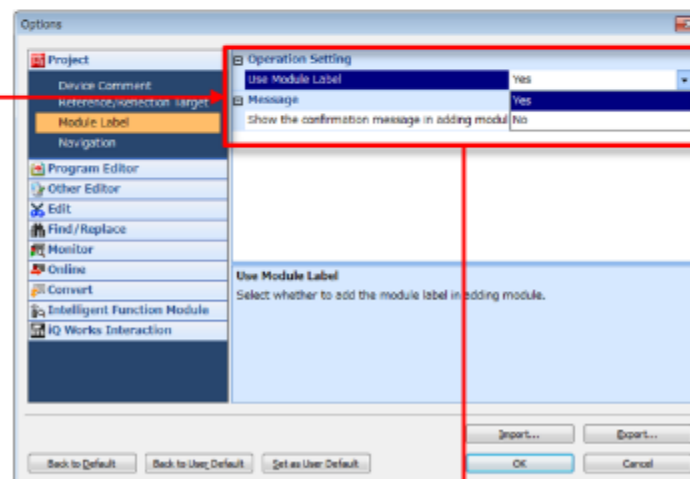 Options
Project
Device Comment
Reference/Reflection Target
Module Label
Navigation
Program Editor
Other Editor
Edit
Find/Replace
Monitor
Online
Convert
Intelligent Function Module
iQ Works Interaction
Operation Setting
Use Module Label Yes
Yes
Message
Show the confirmation message in adding modul No
Use Module Label
Select whether to add the module label in adding module.
Import... Export...
Back to Default Back to User Default Set as User Default OK Cancel